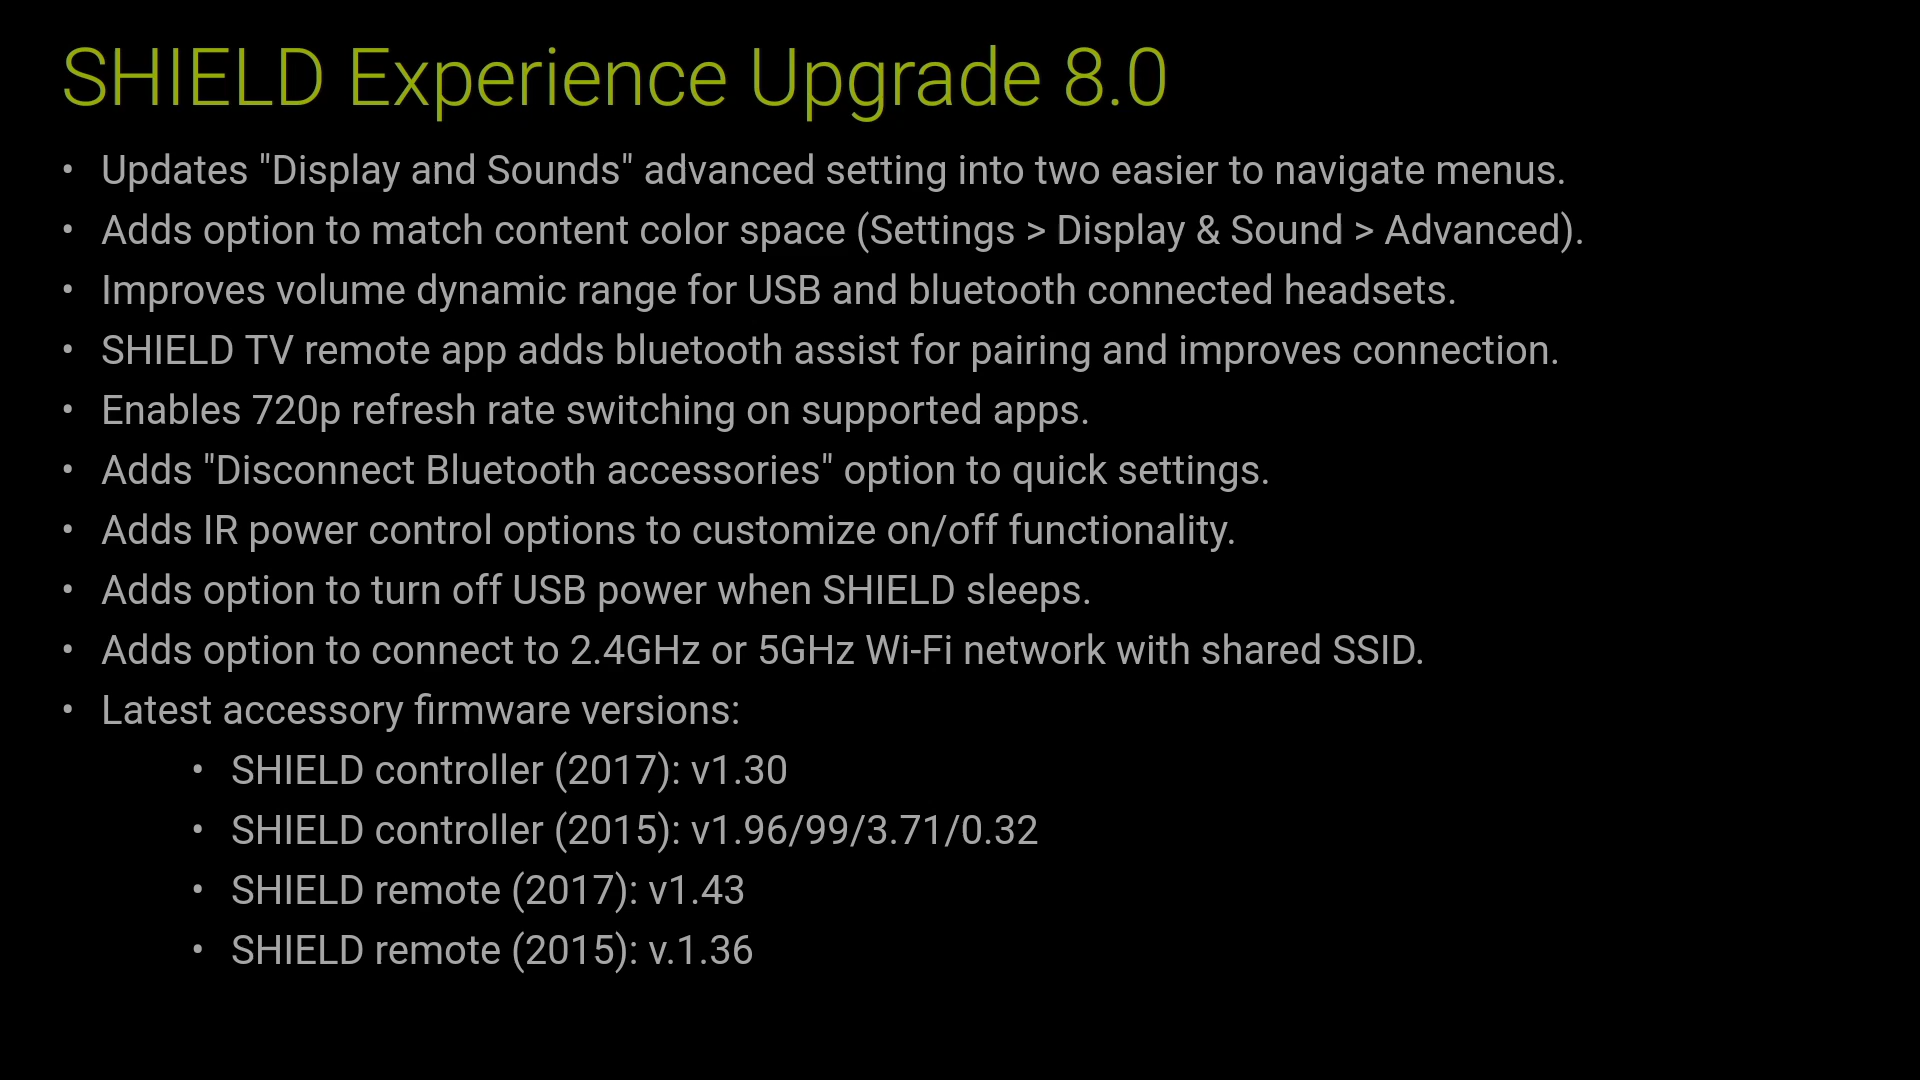 SHIELD Experience Upgrade 8.0
• Updates "Display and Sounds" advanced setting into two easier to navigate menus.
• Adds option to match content color space (Settings > Display & Sound > Advanced).
• Improves volume dynamic range for USB and bluetooth connected headsets.
• SHIELD TV remote app adds bluetooth assist for pairing and improves connection.
• Enables 720p refresh rate switching on supported apps.
• Adds "Disconnect Bluetooth accessories" option to quick settings.
• Adds IR power control options to customize on/off functionality.
• Adds option to turn off USB power when SHIELD sleeps.
• Adds option to connect to 2.4GHz or 5GHz Wi-Fi network with shared SSID.
• Latest accessory firmware versions:
• SHIELD controller (2017): v1.30
• SHIELD controller (2015): v1.96/99/3.71/0.32
• SHIELD remote (2017): v1.43
• SHIELD remote (2015): v.1.36